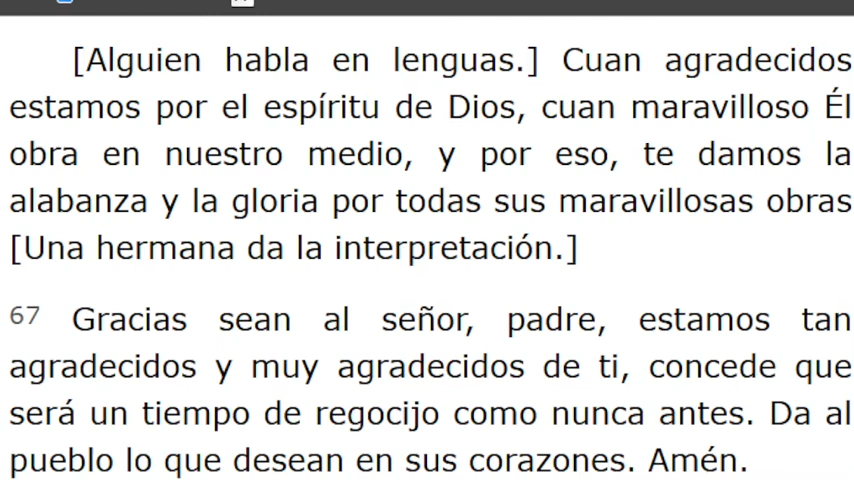 [Alguien habla en lenguas.] Cuan agradecidos
estamos por el espíritu de Dios, cuan maravilloso Él
obra en nuestro medio, y por eso, te damos la
alabanza y la gloria por todas sus maravillosas obras
[Una hermana da la interpretación.]
67 Gracias sean al señor, padre, estamos tan
agradecidos y muy agradecidos de ti, concede que
será un tiempo de regocijo como nunca antes. Da al
pueblo lo que desean en sus corazones. Amén.